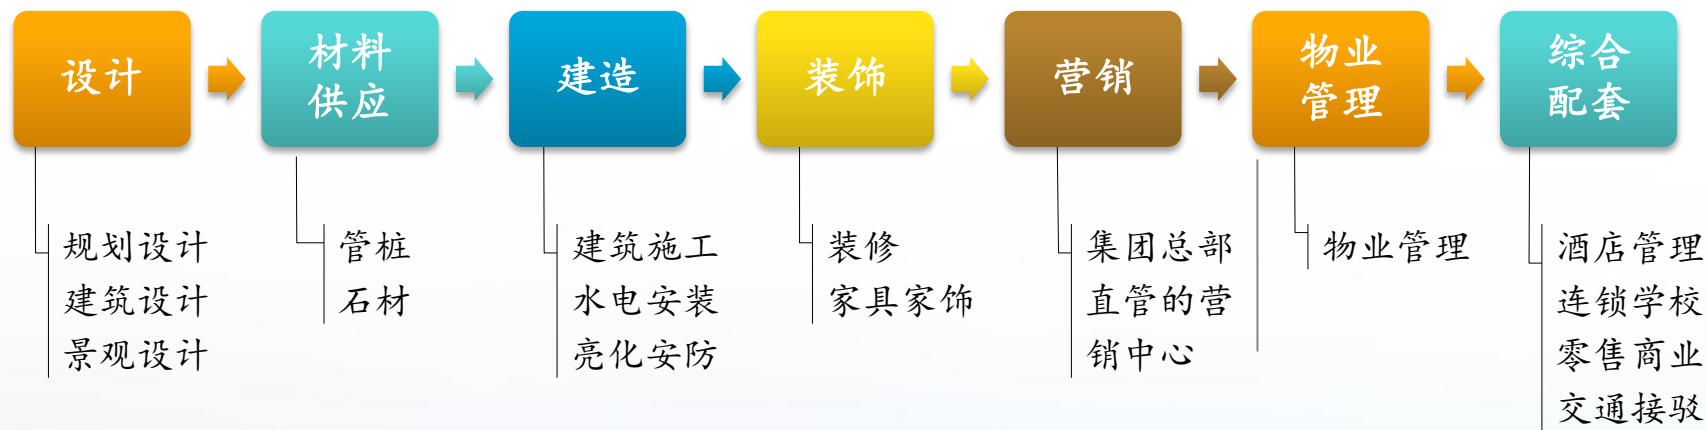 设计
材料
供应
建造
装饰
营销
物业
管理
综合
配套
规划设计
建筑设计
景观设计
管桩
石材
建筑施工
水电安装
亮化安防
装修
家具家饰
集团总部
直管的营
销中心
物业管理
酒店管理
连锁学校
零售商业
交通接驳